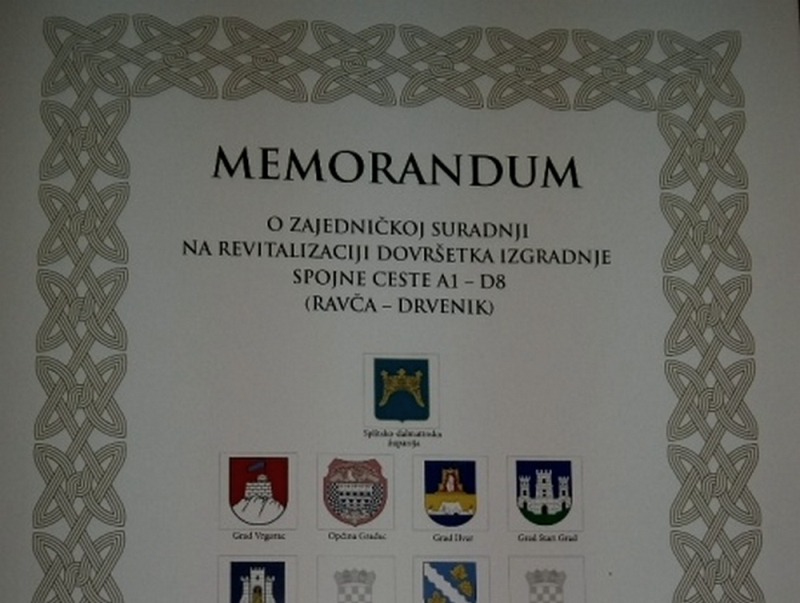 MEMORANDUM
O ZAJEDNIČKOJ SURADNJI
NA REVITALIZACIJI DOVRŠETKA IZGRADNJE
SPOJNE CESTE A1 – D8
(RAVČA – DRVENIK)
Splitsko-dalmatinska
županija
Grad Vrgorac
Općina Gradac
Grad Hvar
Grad Stari Grad